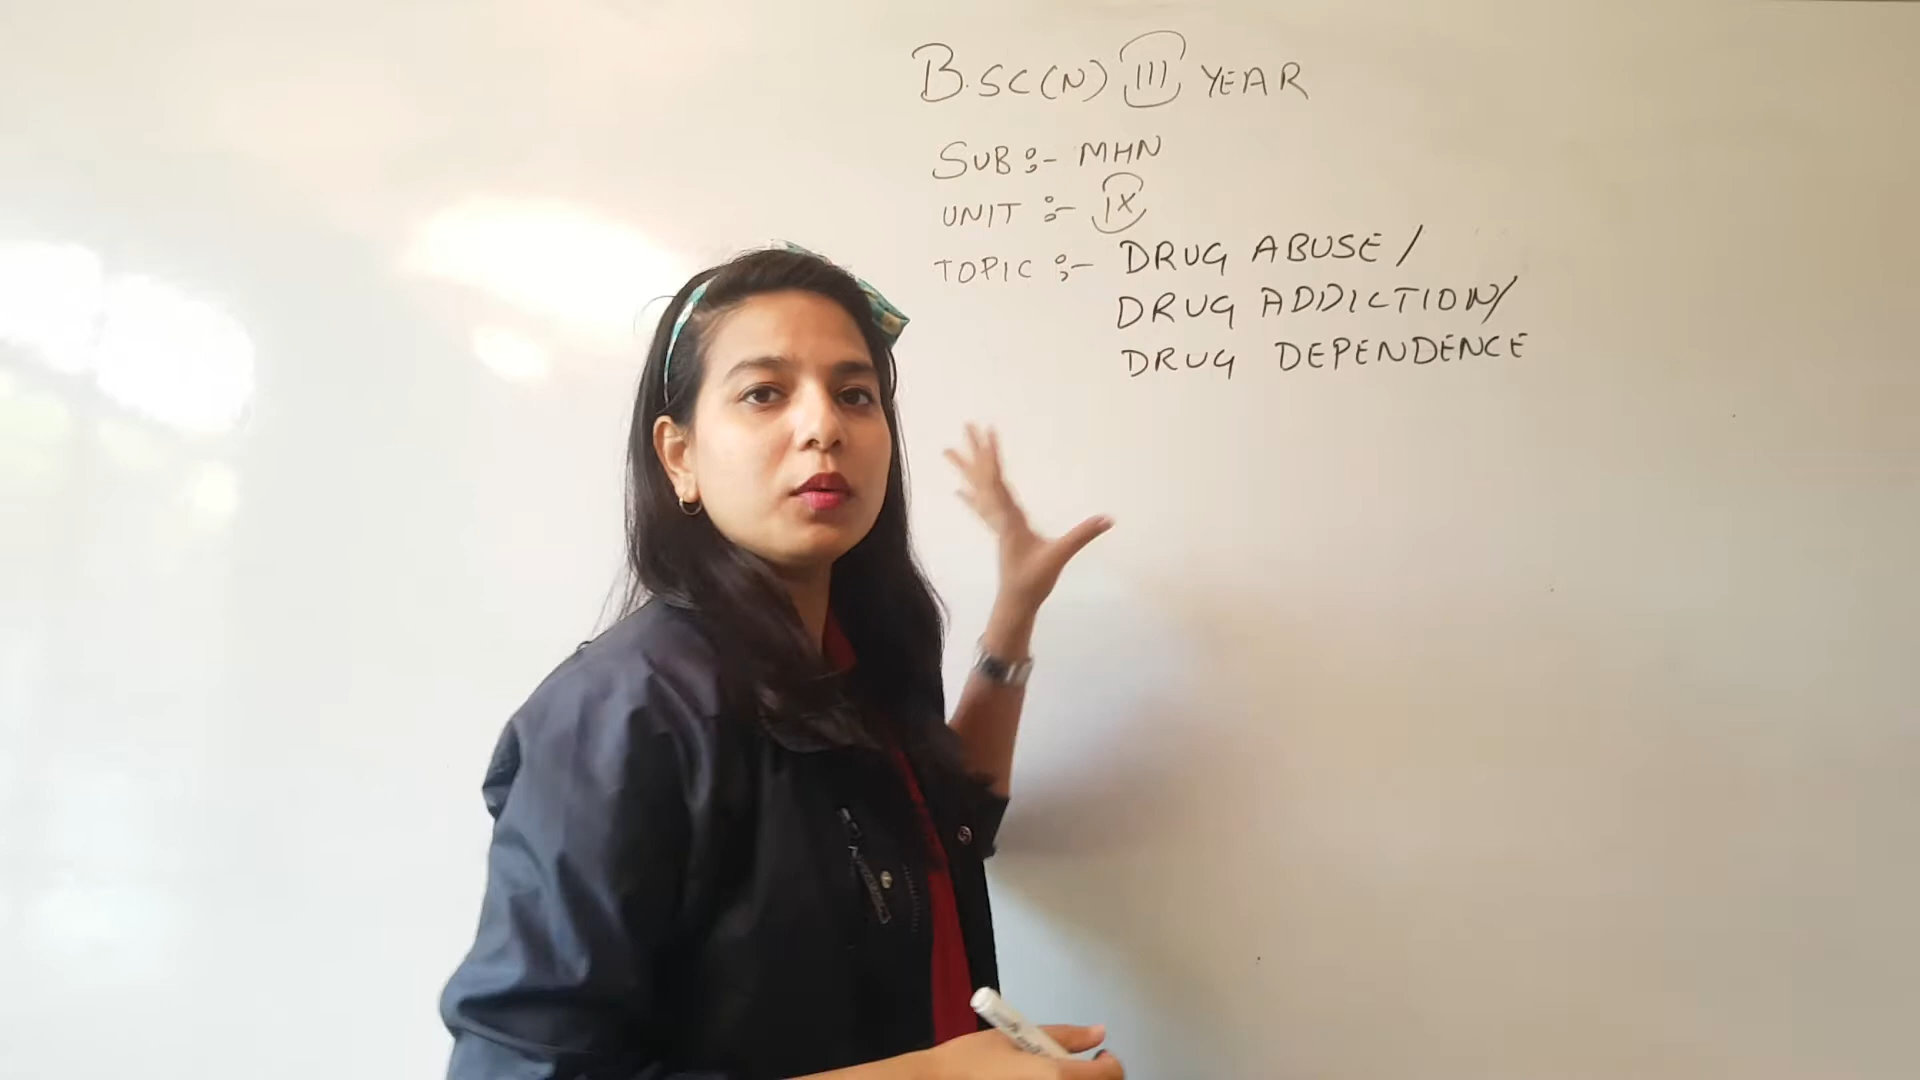 B.SC(N) III YEAR
SUB :- MHN
UNIT :- IX
TOPIC :- DRUG ABUSE /
DRUG ADDICTION/
DRUG DEPENDENCE